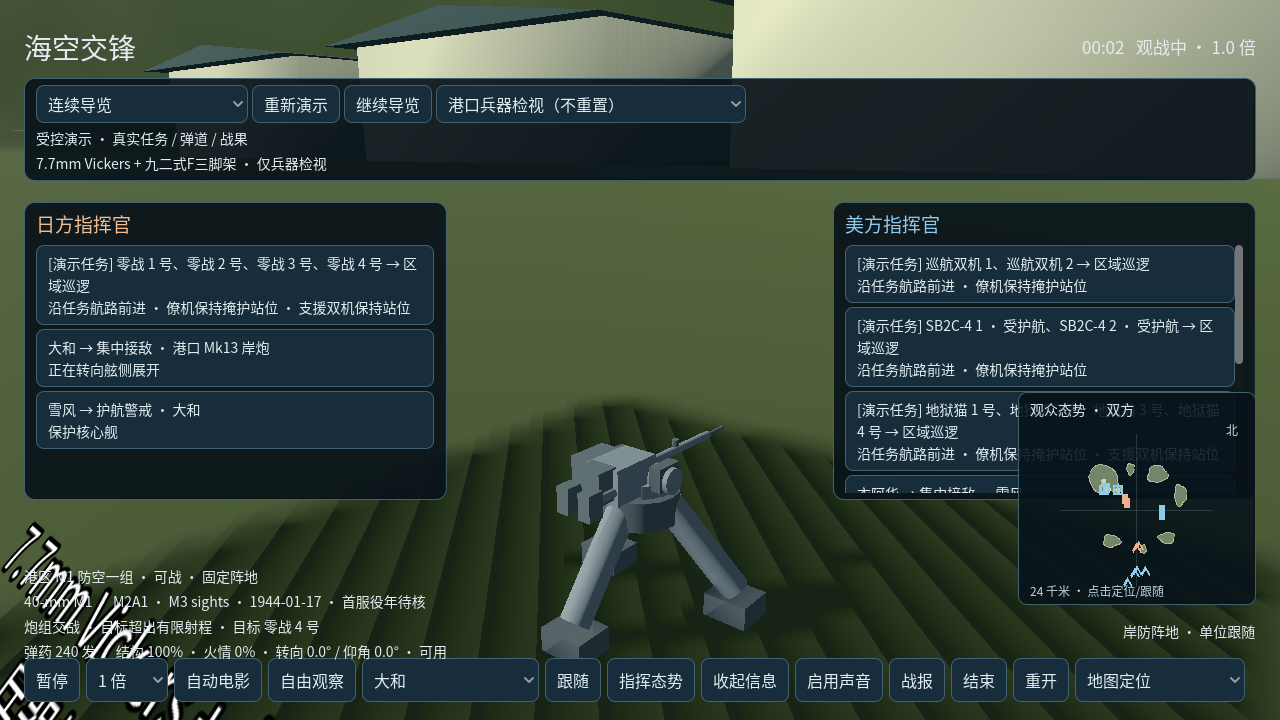 海空交锋
00:02 观战中 · 1.0 倍
连续导览
重新演示
继续导览
港口兵器检视（不重置）
受控演示 · 真实任务 / 弹道 / 战果
7.7mm Vickers + 九二式F三脚架 · 仅兵器检视
日方指挥官
[演示任务] 零战 1 号、零战 2 号、零战 3 号、零战 4 号 → 区
域巡逻
沿任务航路前进 · 僚机保持掩护站位 · 支援双机保持站位
大和 → 集中接敌 · 港口 Mk13 岸炮
正在转向舷侧展开
雪风 → 护航警戒 · 大和
保护核心舰
美方指挥官
[演示任务] 巡航双机 1、巡航双机 2 → 区域巡逻
沿任务航路前进 · 僚机保持掩护站位
[演示任务] SB2C-4 1 · 受护航、SB2C-4 2 · 受护航 → 区
域巡逻
沿任务航路前进 · 僚机保持掩护站位
[演示任务] 地狱猫 1 号、地狱猫
4 号 → 区域巡逻
沿任务航路前进 · 僚机保持掩护站位 · 支援双机保持站位
观众态势 · 双方
北
24 千米 · 点击定位/跟随
7.7mm Vick
防空一组 · 可战 · 固定阵地
M2A1 · M3 sights · 1944-01-17 · 首服役年待核
炮组交战 · 目标超出有限射程 · 目标 零战 4 号
弹药 240 发 · 结构 100% · 火情 0% · 转向 0.0° / 仰角 0.0° · 可用
岸防阵地 · 单位跟随
暂停
1 倍
自动电影
自由观察
大和
跟随
指挥态势
收起信息
启用声音
战报
结束
重开
地图定位